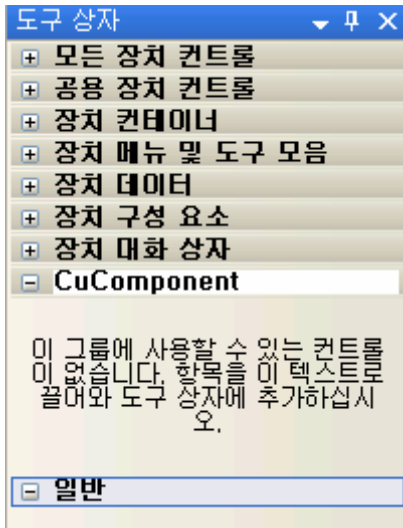 도구 상자
모든 장치 컨트롤
공용 장치 컨트롤
장치 컨테이너
장치 메뉴 및 도구 모음
장치 데이터
장치 구성 요소
장치 대화 상자
CuComponent
이 그룹에 사용할 수 있는 컨트롤
이 없습니다. 항목을 이 텍스트로
끌어와 도구 상자에 추가하십시
오.
일반